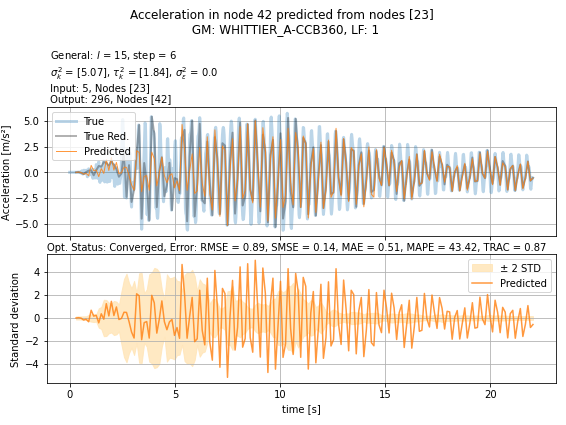 Acceleration in node 42 predicted from nodes [23]
GM: WHITTIER_A-CCB360, LF: 1
General: l = 15, step = 6
σ²ₖ = [5.07], τ²ₖ = [1.84], σ²ε = 0.0
Input: 5, Nodes [23]
Output: 296, Nodes [42]
Acceleration [m/s²]
5.0
2.5
0.0
−2.5
−5.0
True
True Red.
Predicted
Opt. Status: Converged, Error: RMSE = 0.89, SMSE = 0.14, MAE = 0.51, MAPE = 43.42, TRAC = 0.87
Standard deviation
4
2
0
−2
−4
± 2 STD
Predicted
0
5
10
15
20
time [s]